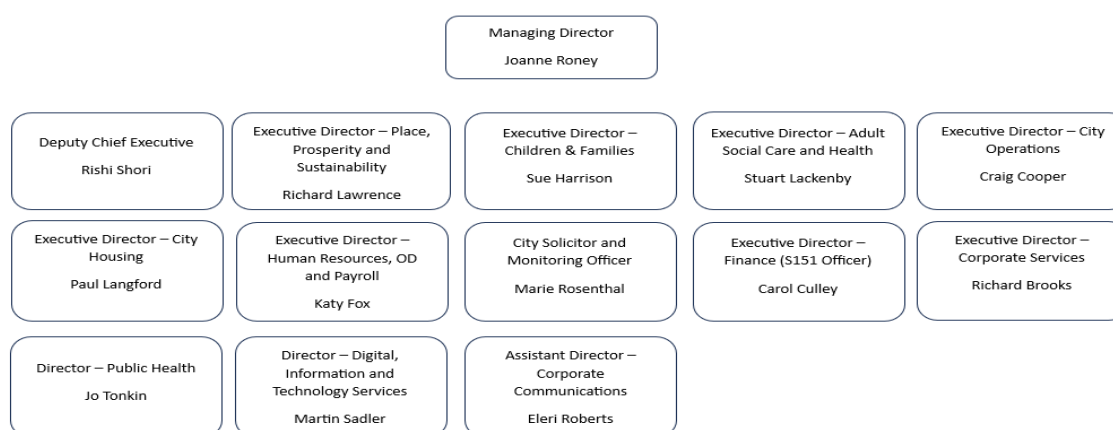 Managing Director
Joanne Roney
Deputy Chief Executive
Rishi Shori
Executive Director – Place,
Prosperity and
Sustainability
Richard Lawrence
Executive Director –
Children & Families
Sue Harrison
Executive Director – Adult
Social Care and Health
Stuart Lackenby
Executive Director – City
Operations
Craig Cooper
Executive Director – City
Housing
Paul Langford
Executive Director –
Human Resources, OD
and Payroll
Katy Fox
City Solicitor and
Monitoring Officer
Marie Rosenthal
Executive Director –
Finance (S151 Officer)
Carol Culley
Executive Director –
Corporate Services
Richard Brooks
Director – Public Health
Jo Tonkin
Director – Digital,
Information and
Technology Services
Martin Sadler
Assistant Director –
Corporate
Communications
Eleri Roberts